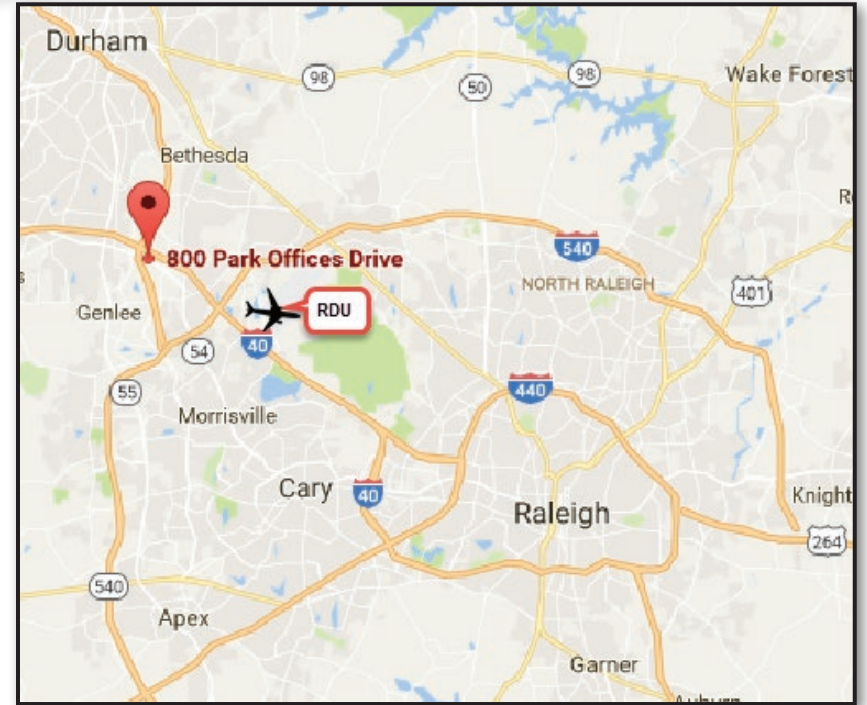 Durham
98
50
98
Wake Forest
Bethesda
R
800 Park Offices Drive
540
NORTH RALEIGH
401
s
Genlee
RDU
54
40
55
Morrisville
440
Cary
40
Raleigh
Knight
264
540
Apex
Garner
Auburn